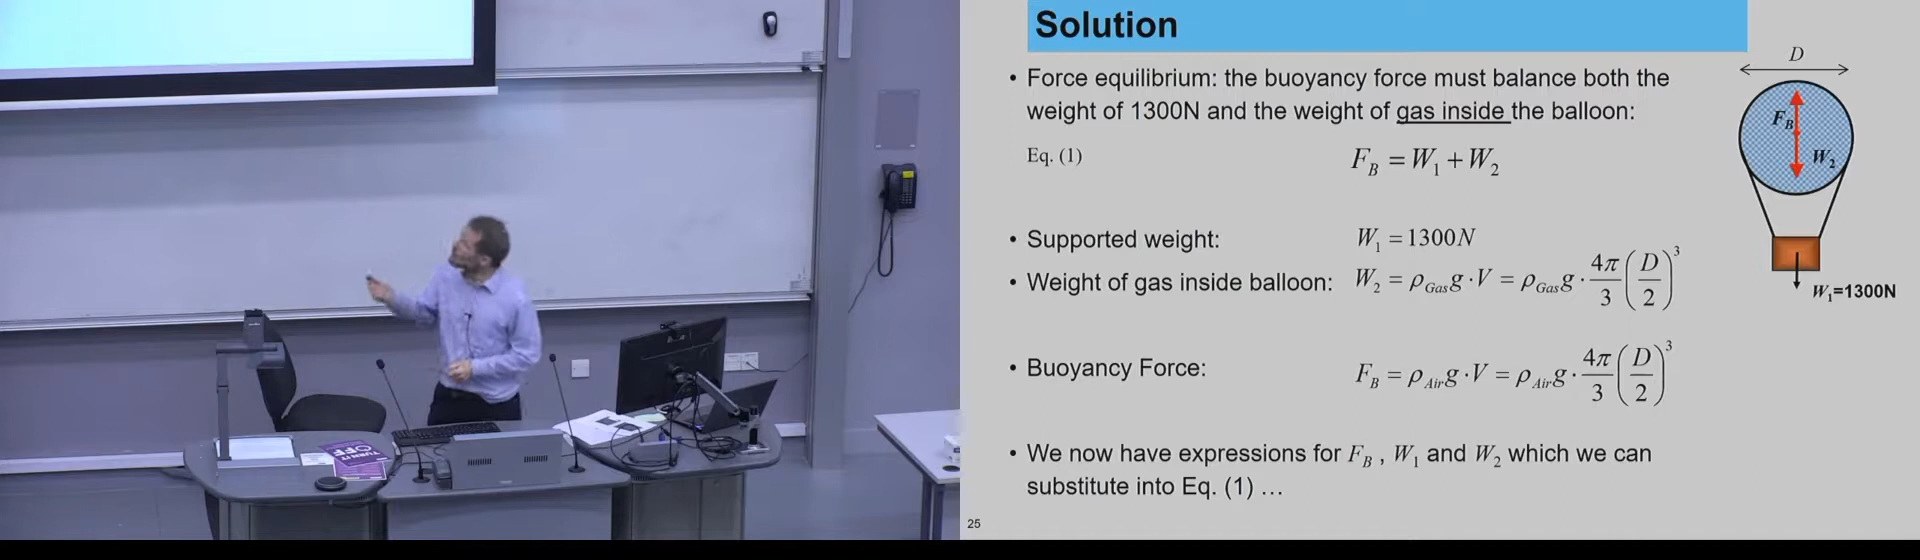 Solution
• Force equilibrium: the buoyancy force must balance both the
weight of 1300N and the weight of gas inside the balloon:
Eq. (1) F_B = W_1 + W_2
• Supported weight: W_1 = 1300N
• Weight of gas inside balloon: W_2 = ρ_Gas g · V = ρ_Gas g · 4π/3 (D/2)^3
• Buoyancy Force: F_B = ρ_Air g · V = ρ_Air g · 4π/3 (D/2)^3
• We now have expressions for F_B , W_1 and W_2 which we can
substitute into Eq. (1) …
25
D
F_B
W_2
W_1=1300N
TURN IT
OFF